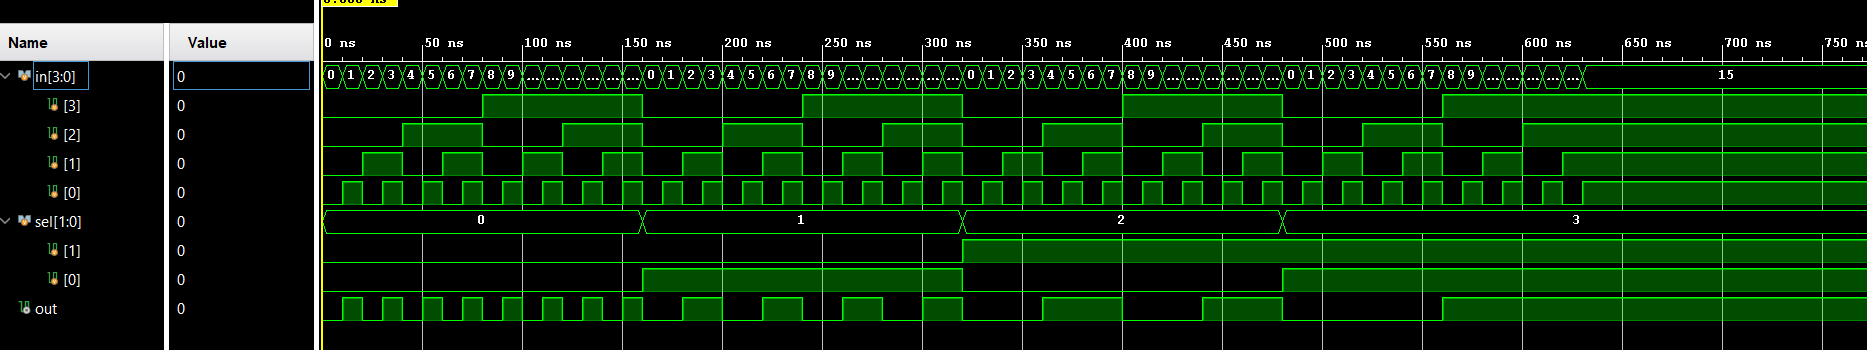 0.000 ns
Name Value
0 ns 50 ns 100 ns 150 ns 200 ns 250 ns 300 ns 350 ns 400 ns 450 ns 500 ns 550 ns 600 ns 650 ns 700 ns 750 ns
in[3:0] 0 0 1 2 3 4 5 6 7 8 9 ... ... ... ... ... ... 0 1 2 3 4 5 6 7 8 9 ... ... ... ... ... ... 0 1 2 3 4 5 6 7 8 9 ... ... ... ... ... ... 0 1 2 3 4 5 6 7 8 9 ... ... ... ... ... 15
[3] 0
[2] 0
[1] 0
[0] 0
sel[1:0] 0 0 1 2 3
[1] 0
[0] 0
out 0